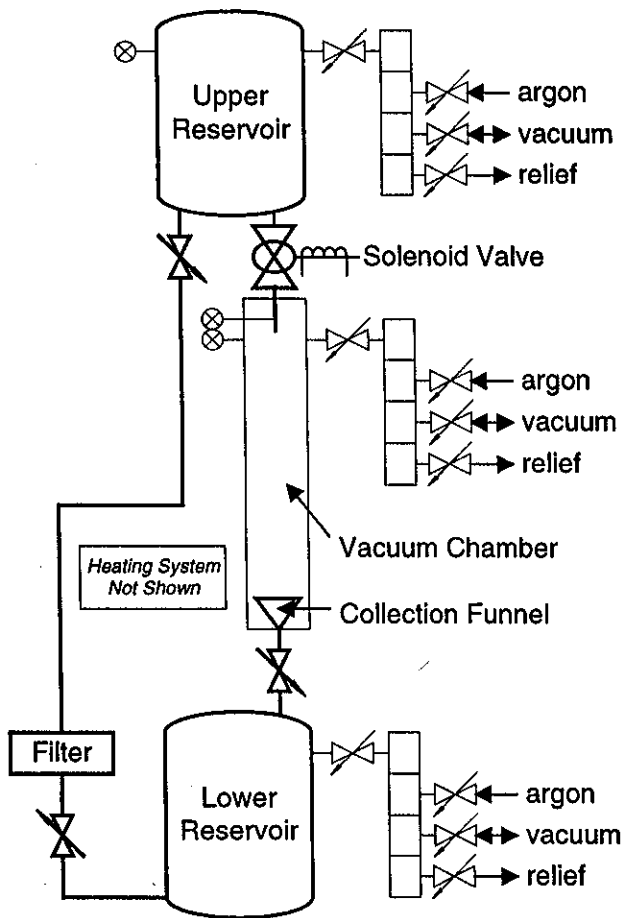 Upper
Reservoir
argon
vacuum
relief
Solenoid Valve
argon
vacuum
relief
Vacuum Chamber
Heating System
Not Shown
Collection Funnel
Filter
Lower
Reservoir
argon
vacuum
relief